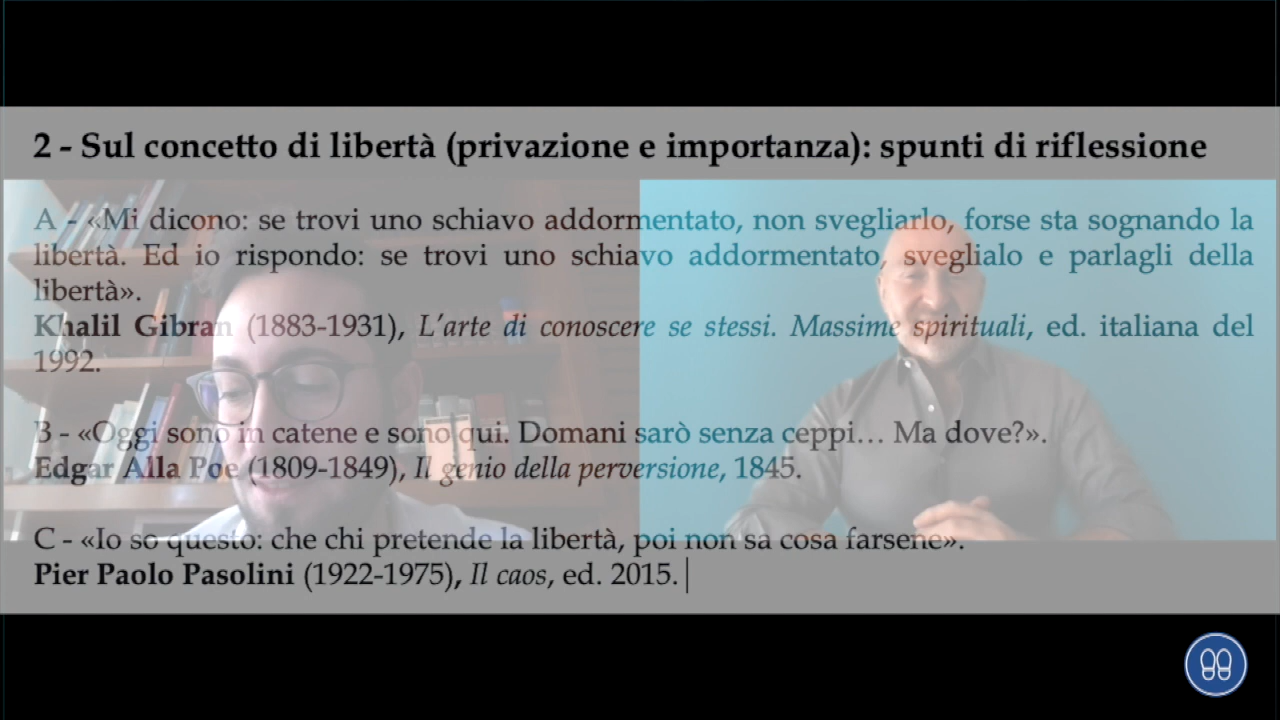 2 - Sul concetto di libertà (privazione e importanza): spunti di riflessione
A - «Mi dicono: se trovi uno schiavo addormentato, non svegliarlo, forse sta sognando la
libertà. Ed io rispondo: se trovi uno schiavo addormentato, sveglialo e parlagli della
libertà».
Khalil Gibran (1883-1931), L'arte di conoscere se stessi. Massime spirituali, ed. italiana del
1992.
B - «Oggi sono in catene e sono qui. Domani sarò senza ceppi… Ma dove?».
Edgar Alla Poe (1809-1849), Il genio della perversione, 1845.
C - «Io so questo: che chi pretende la libertà, poi non sa cosa farsene».
Pier Paolo Pasolini (1922-1975), Il caos, ed. 2015.